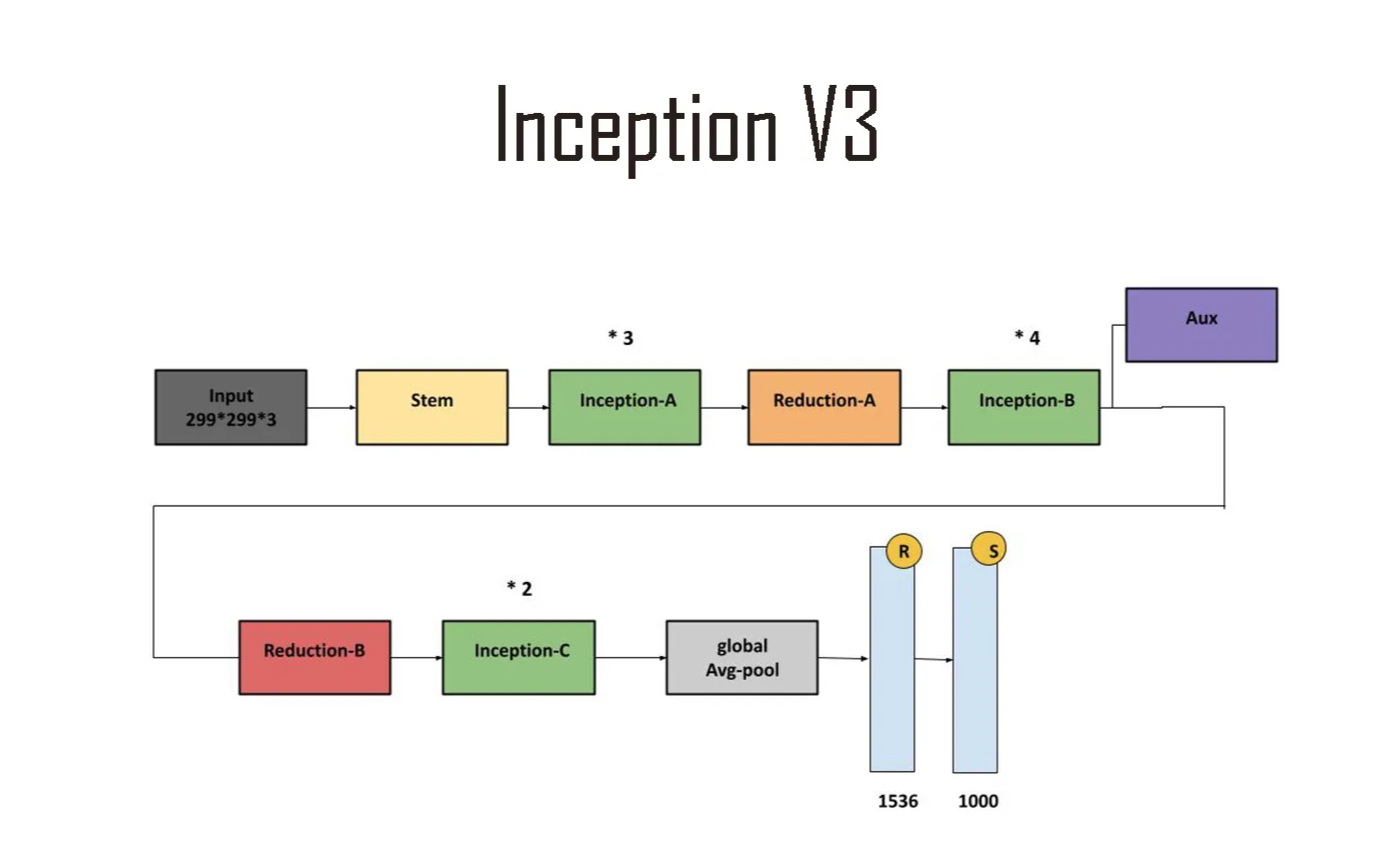 Inception V3
Aux
* 3
* 4
Input
299*299*3
Stem
Inception-A
Reduction-A
Inception-B
R
S
* 2
Reduction-B
Inception-C
global
Avg-pool
1536
1000